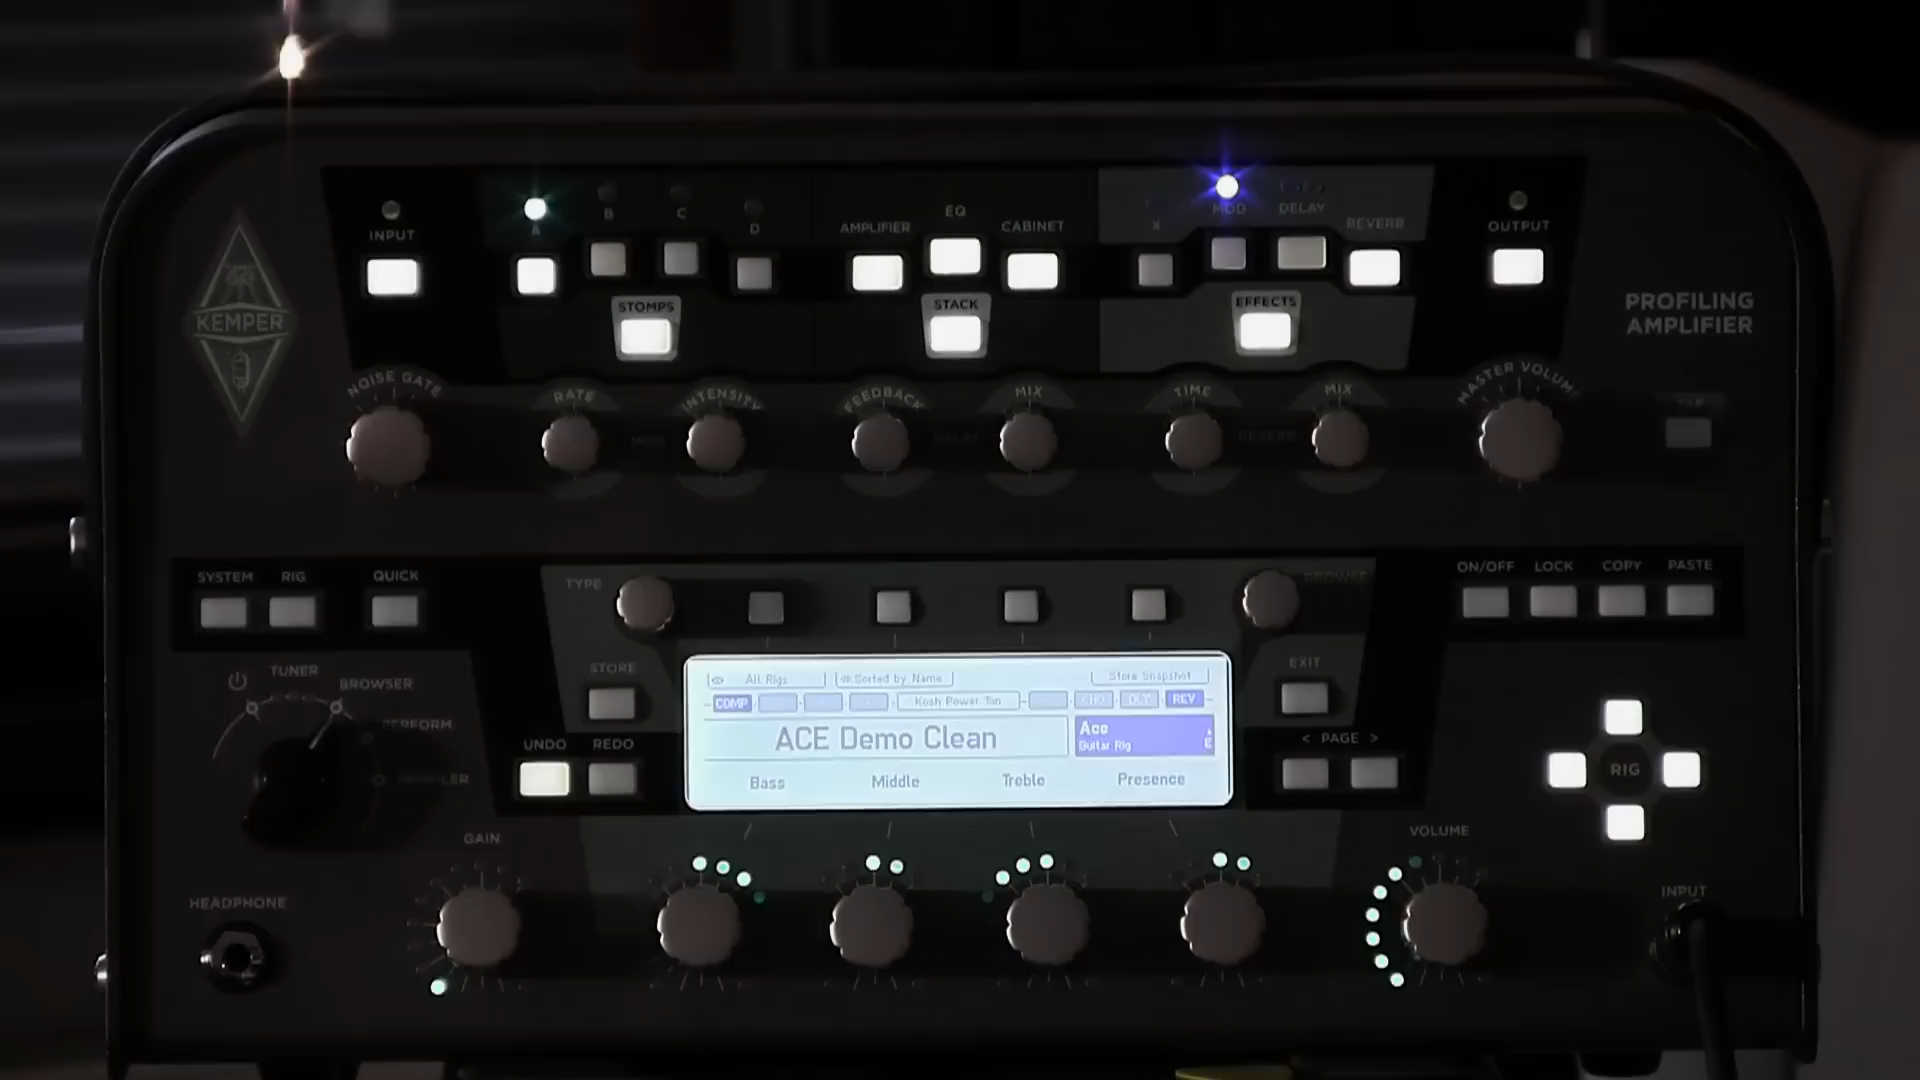 INPUT
A
B
C
D
AMPLIFIER
EQ
CABINET
X
MOD
DELAY
REVERB
OUTPUT
STOMPS
STACK
EFFECTS
KEMPER
PROFILING
AMPLIFIER
NOISE GATE
RATE
INTENSITY
FEEDBACK
MIX
TIME
MIX
MASTER VOLUME
SYSTEM
RIG
QUICK
TYPE
BROWSE
ON/OFF
LOCK
COPY
PASTE
STORE
EXIT
All Rigs
Sorted by Name
Store Snapshot
COMP
REV
ACE Demo Clean
Ace
Guitar Rig
Bass
Middle
Treble
Presence
TUNER
BROWSER
PERFORM
PROFILER
UNDO
REDO
< PAGE >
RIG
GAIN
VOLUME
HEADPHONE
INPUT